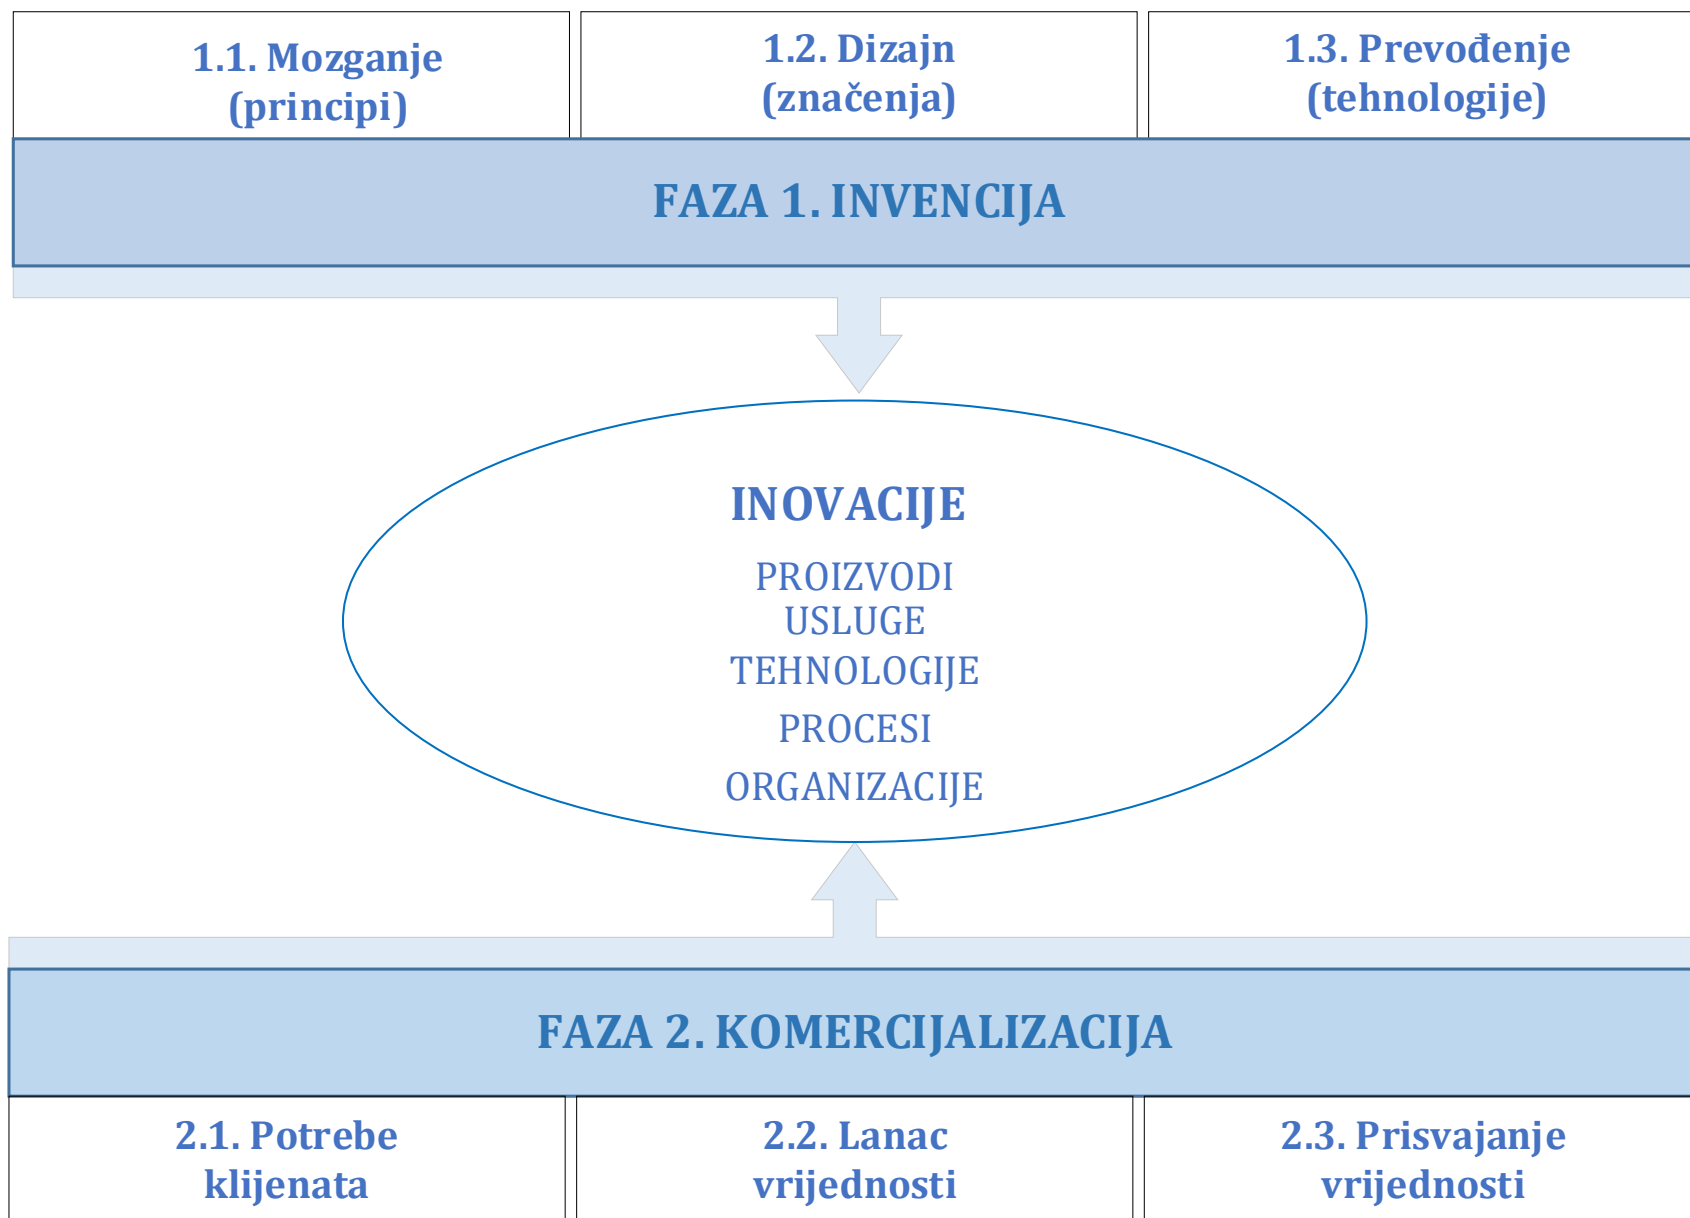 1.1. Mozganje
(principi)
1.2. Dizajn
(značenja)
1.3. Prevođenje
(tehnologije)
FAZA 1. INVENCIJA
INOVACIJE
PROIZVODI
USLUGE
TEHNOLOGIJE
PROCESI
ORGANIZACIJE
FAZA 2. KOMERCIJALIZACIJA
2.1. Potrebe
klijenata
2.2. Lanac
vrijednosti
2.3. Prisvajanje
vrijednosti